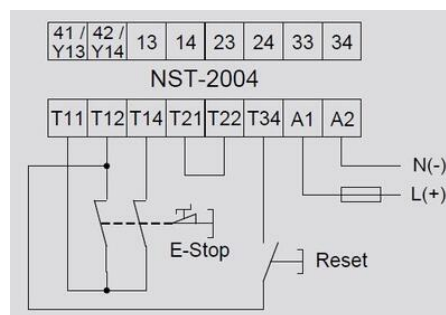 41 / Y13 42 / Y14 13 14 23 24 33 34
NST-2004
T11 T12 T14 T21 T22 T34 A1 A2
N(-)
L(+)
E-Stop
Reset